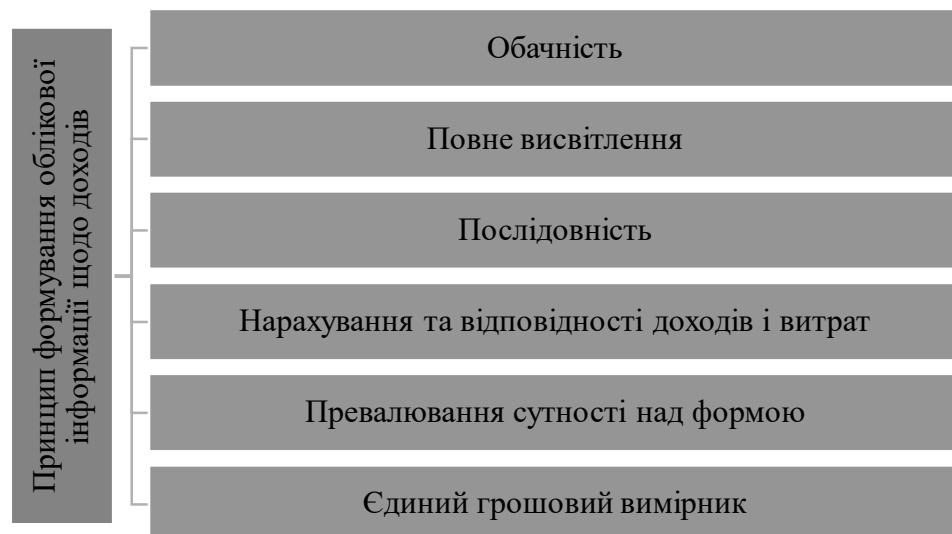 Принцип формування облікової
інформації щодо доходів
Обачність
Повне висвітлення
Послідовність
Нарахування та відповідності доходів і витрат
Превалювання сутності над формою
Єдиний грошовий вимірник